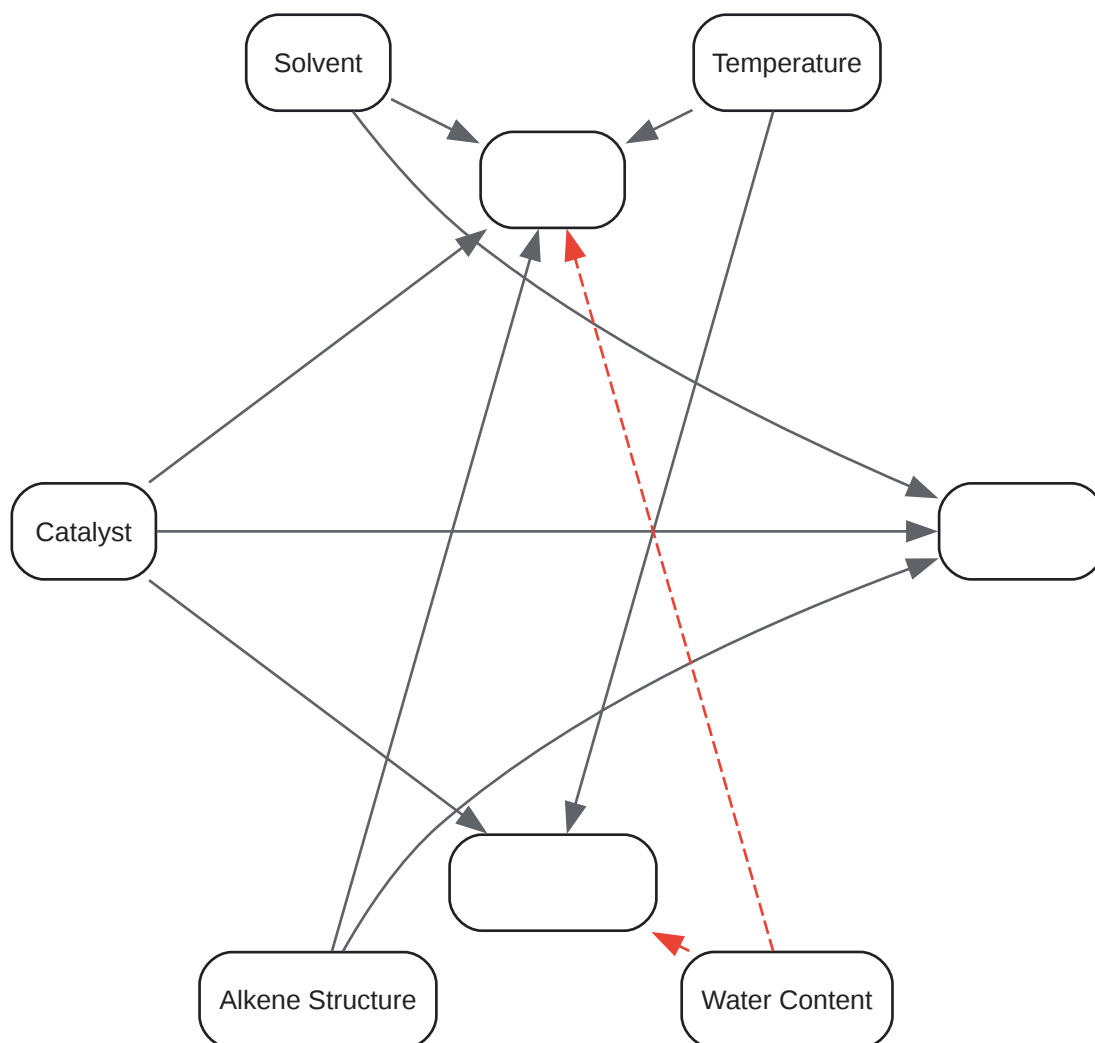 Solvent
Temperature
Catalyst
Alkene Structure
Water Content